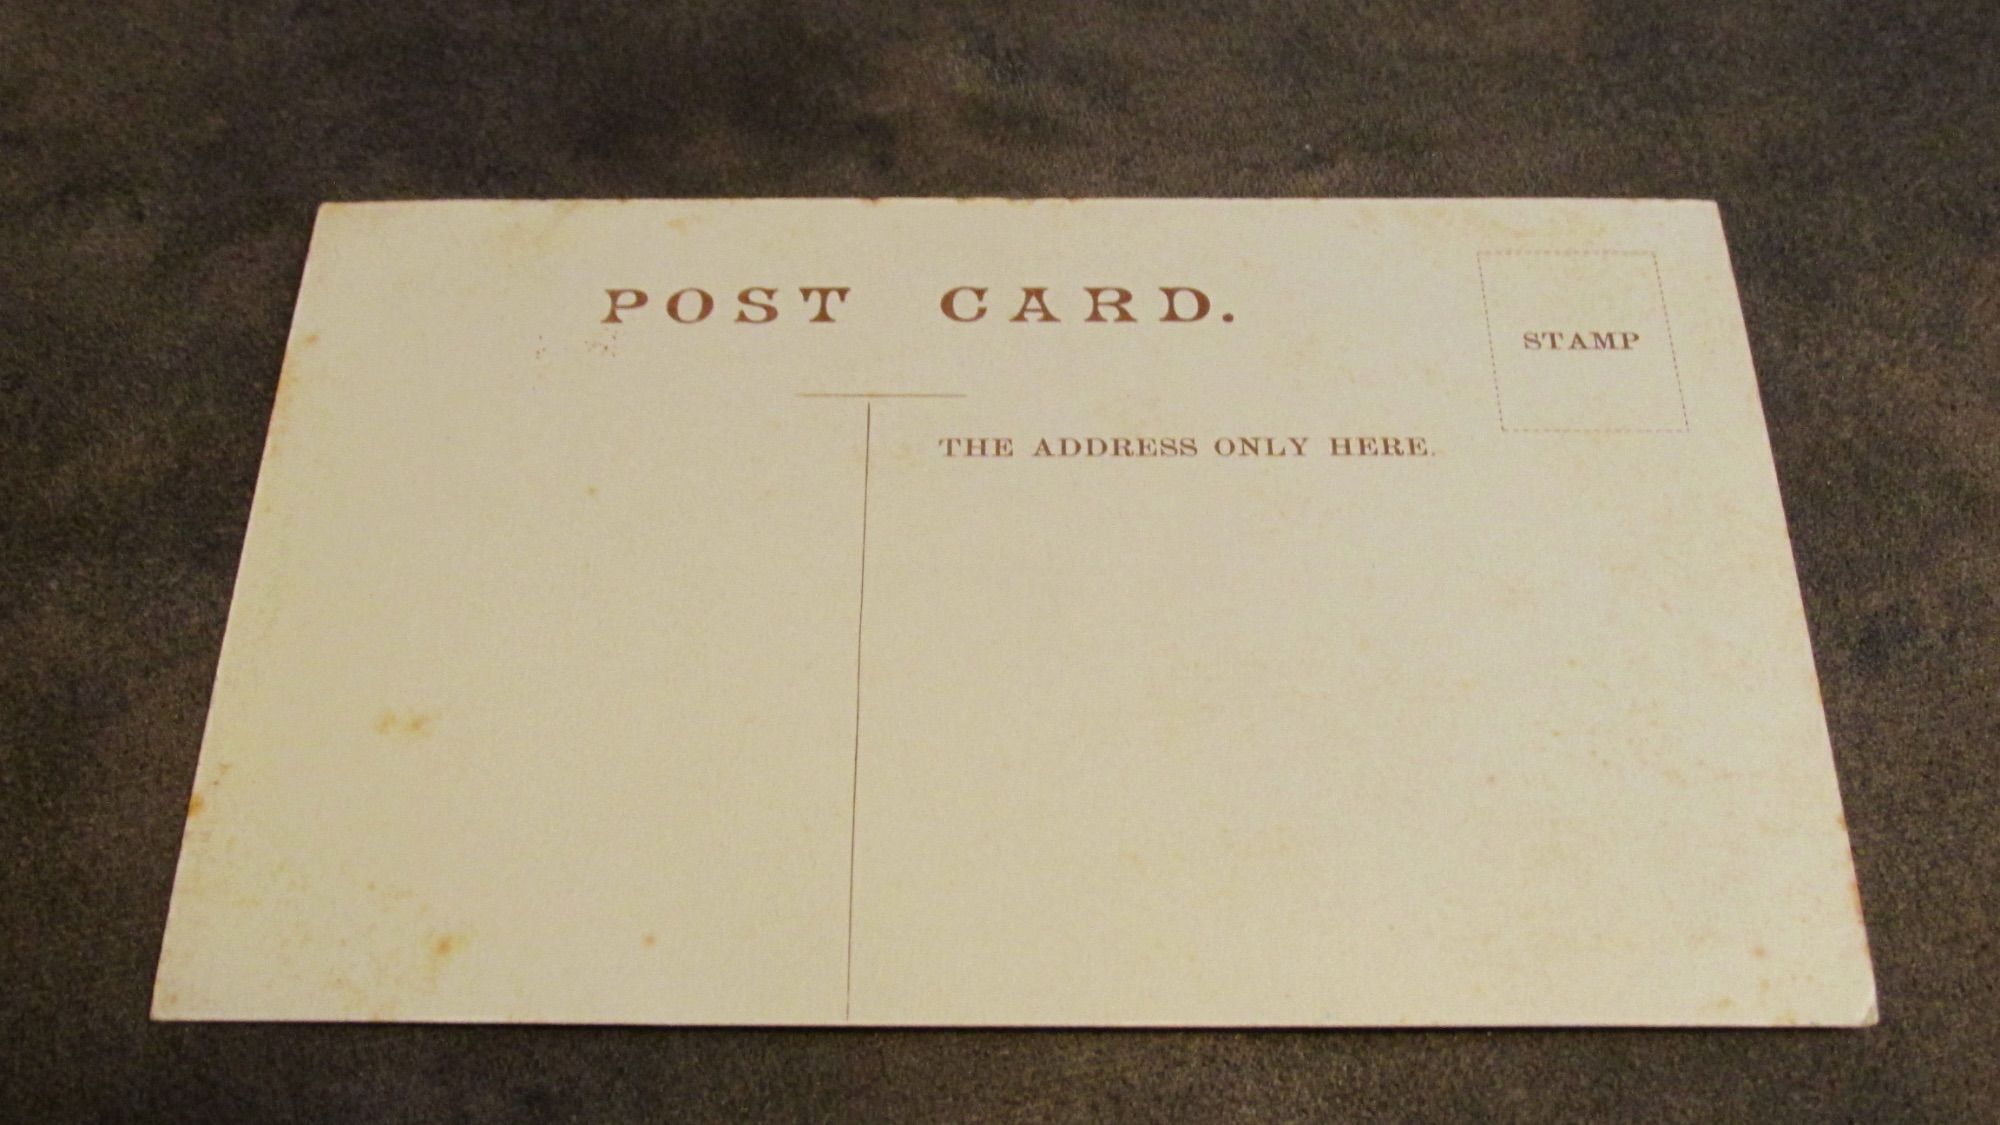 POST CARD.
STAMP
THE ADDRESS ONLY HERE.